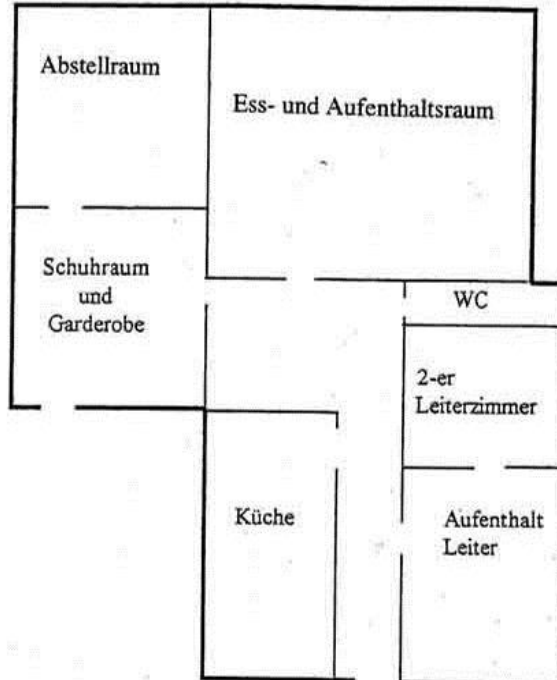 Abstellraum
Ess- und Aufenthaltsraum
Schuhraum
und
Garderobe
WC
2-er
Leiterzimmer
Küche
Aufenthalt
Leiter